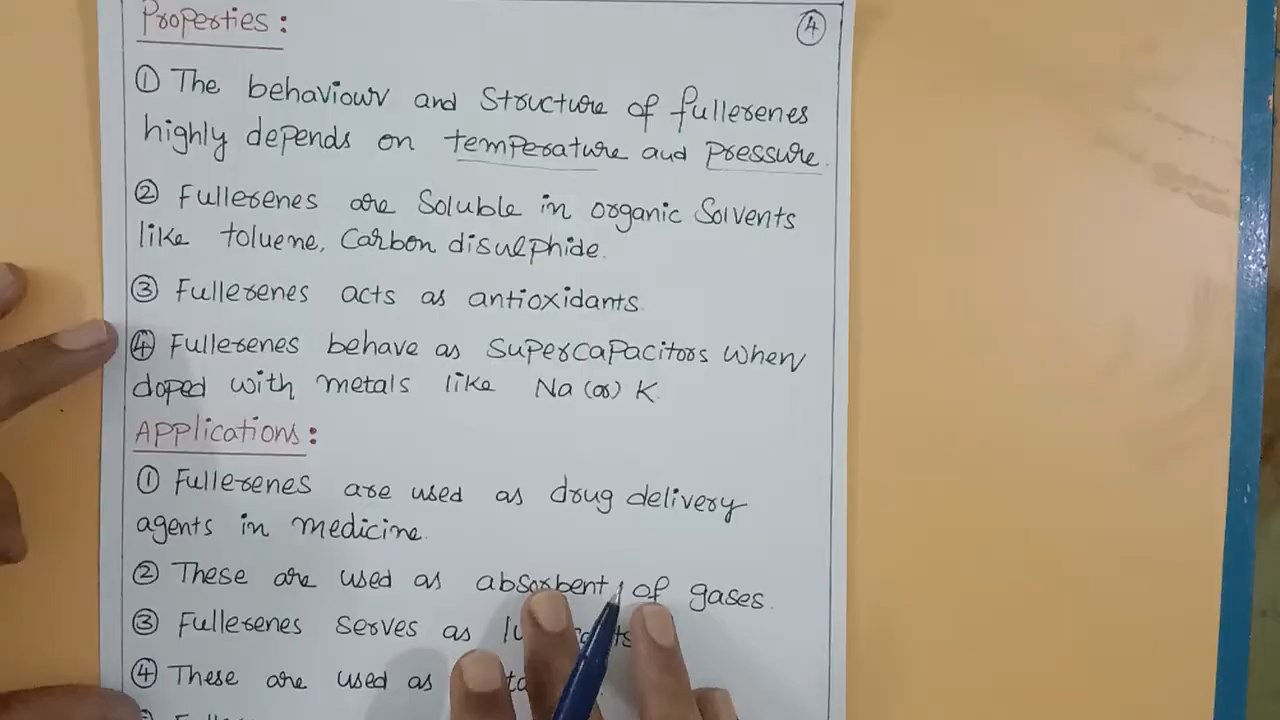 Properties:
4
① The behaviour and structure of fullerenes
highly depends on temperature and pressure.
② Fullerenes are soluble in organic solvents
like toluene, carbon disulphide.
③ Fullerenes acts as antioxidants.
④ Fullerenes behave as supercapacitors when
doped with metals like Na (or) K.
Applications:
① Fullerenes are used as drug delivery
agents in medicine.
② These are used as absorbent of gases.
③ Fullerenes serves as
④ These are used as